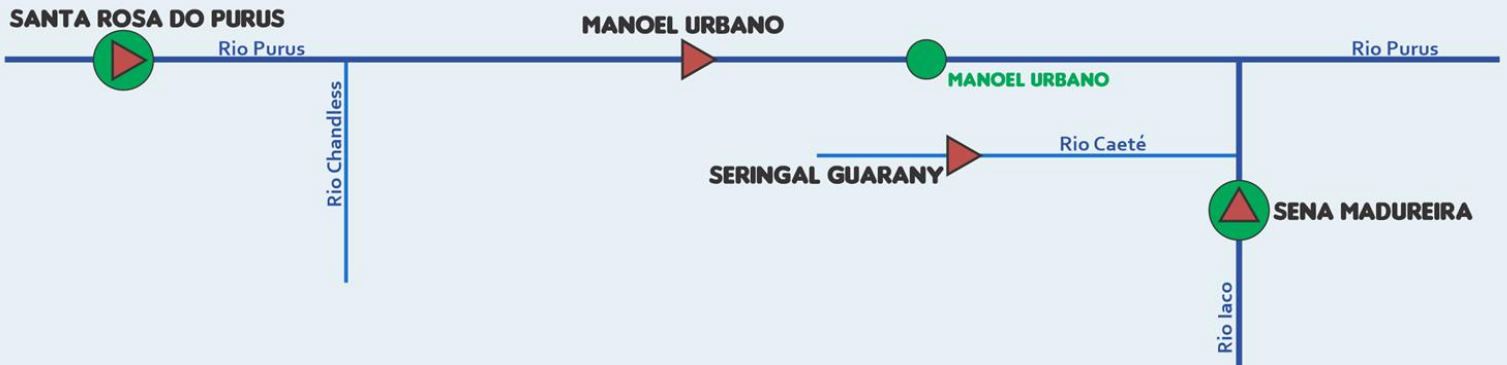 SANTA ROSA DO PURUS
Rio Purus
MANOEL URBANO
Rio Purus
MANOEL URBANO
Rio Chandless
Rio Caeté
SERINGAL GUARANY
SENA MADUREIRA
Rio Iaco